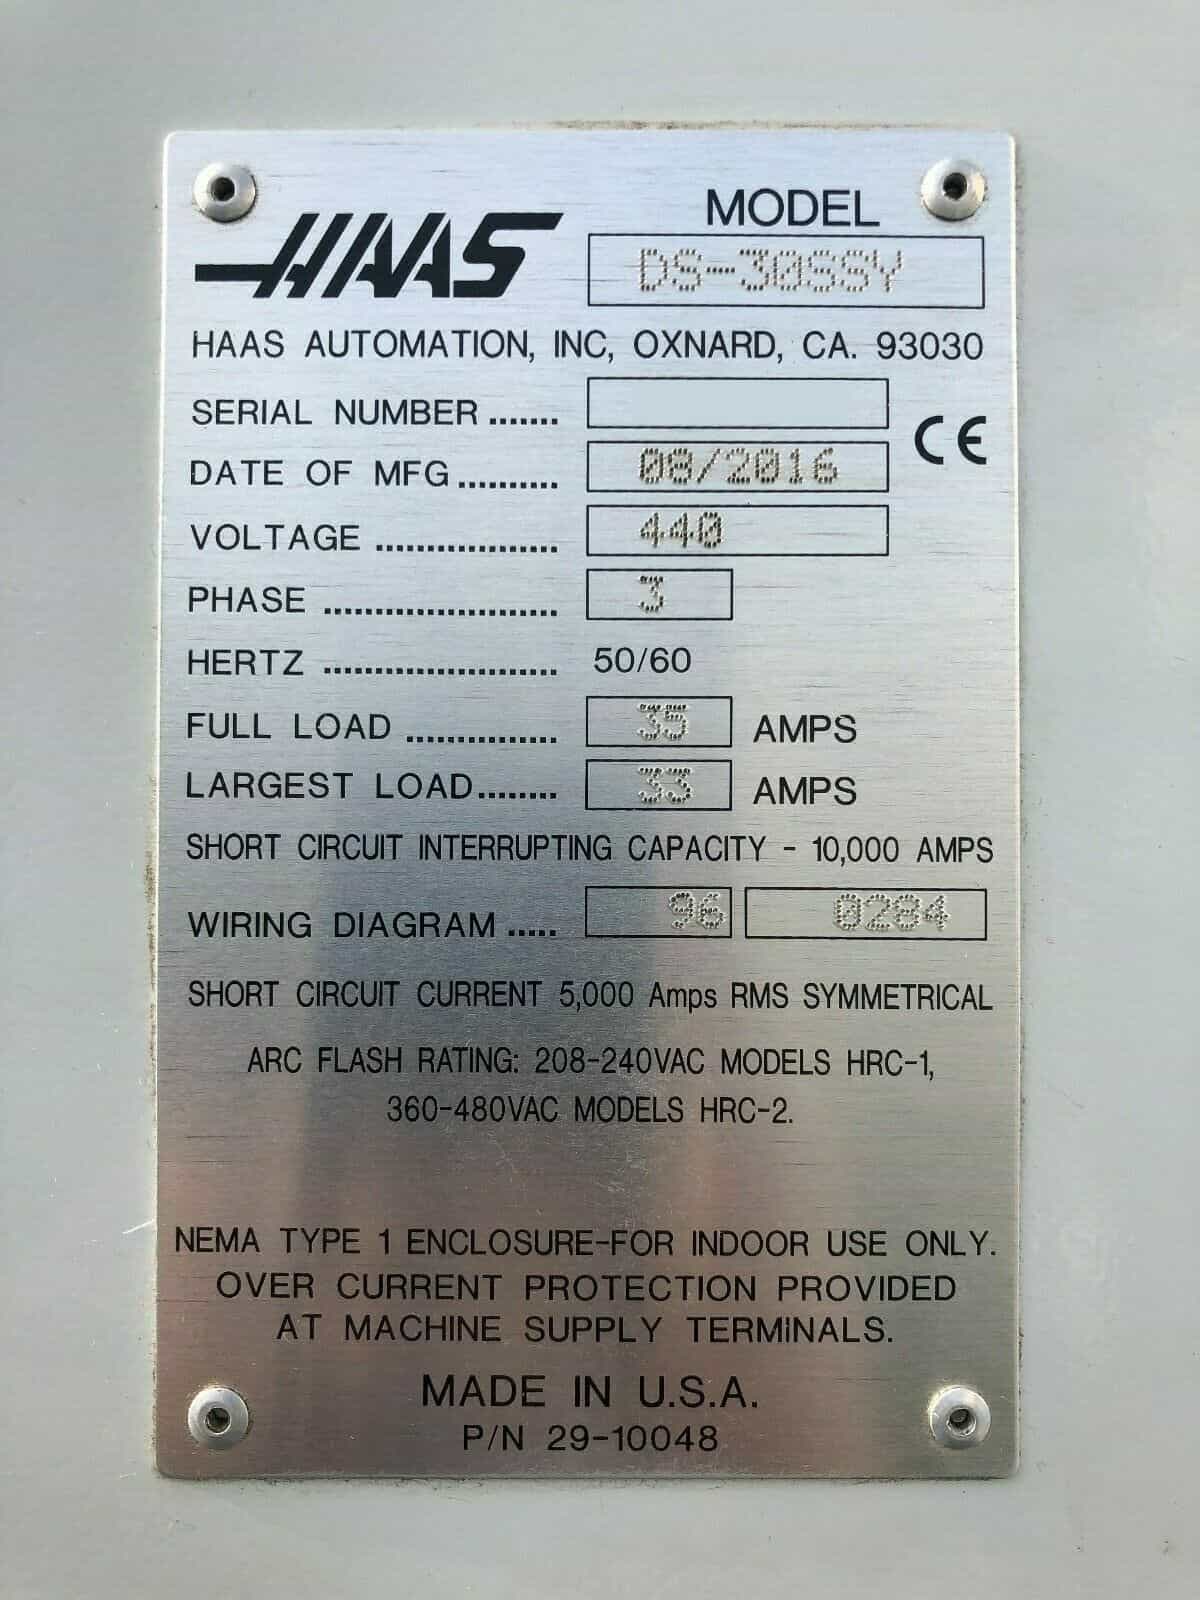 HAAS
MODEL
DS-30SSY
HAAS AUTOMATION, INC, OXNARD, CA. 93030
SERIAL NUMBER .......
CE
DATE OF MFG .......... 08/2016
VOLTAGE .................. 440
PHASE ....................... 3
HERTZ ....................... 50/60
FULL LOAD ............... 35 AMPS
LARGEST LOAD........ 33 AMPS
SHORT CIRCUIT INTERRUPTING CAPACITY - 10,000 AMPS
WIRING DIAGRAM ..... 96 0284
SHORT CIRCUIT CURRENT 5,000 Amps RMS SYMMETRICAL
ARC FLASH RATING: 208-240VAC MODELS HRC-1,
360-480VAC MODELS HRC-2.
NEMA TYPE 1 ENCLOSURE-FOR INDOOR USE ONLY.
OVER CURRENT PROTECTION PROVIDED
AT MACHINE SUPPLY TERMINALS.
MADE IN U.S.A.
P/N 29-10048